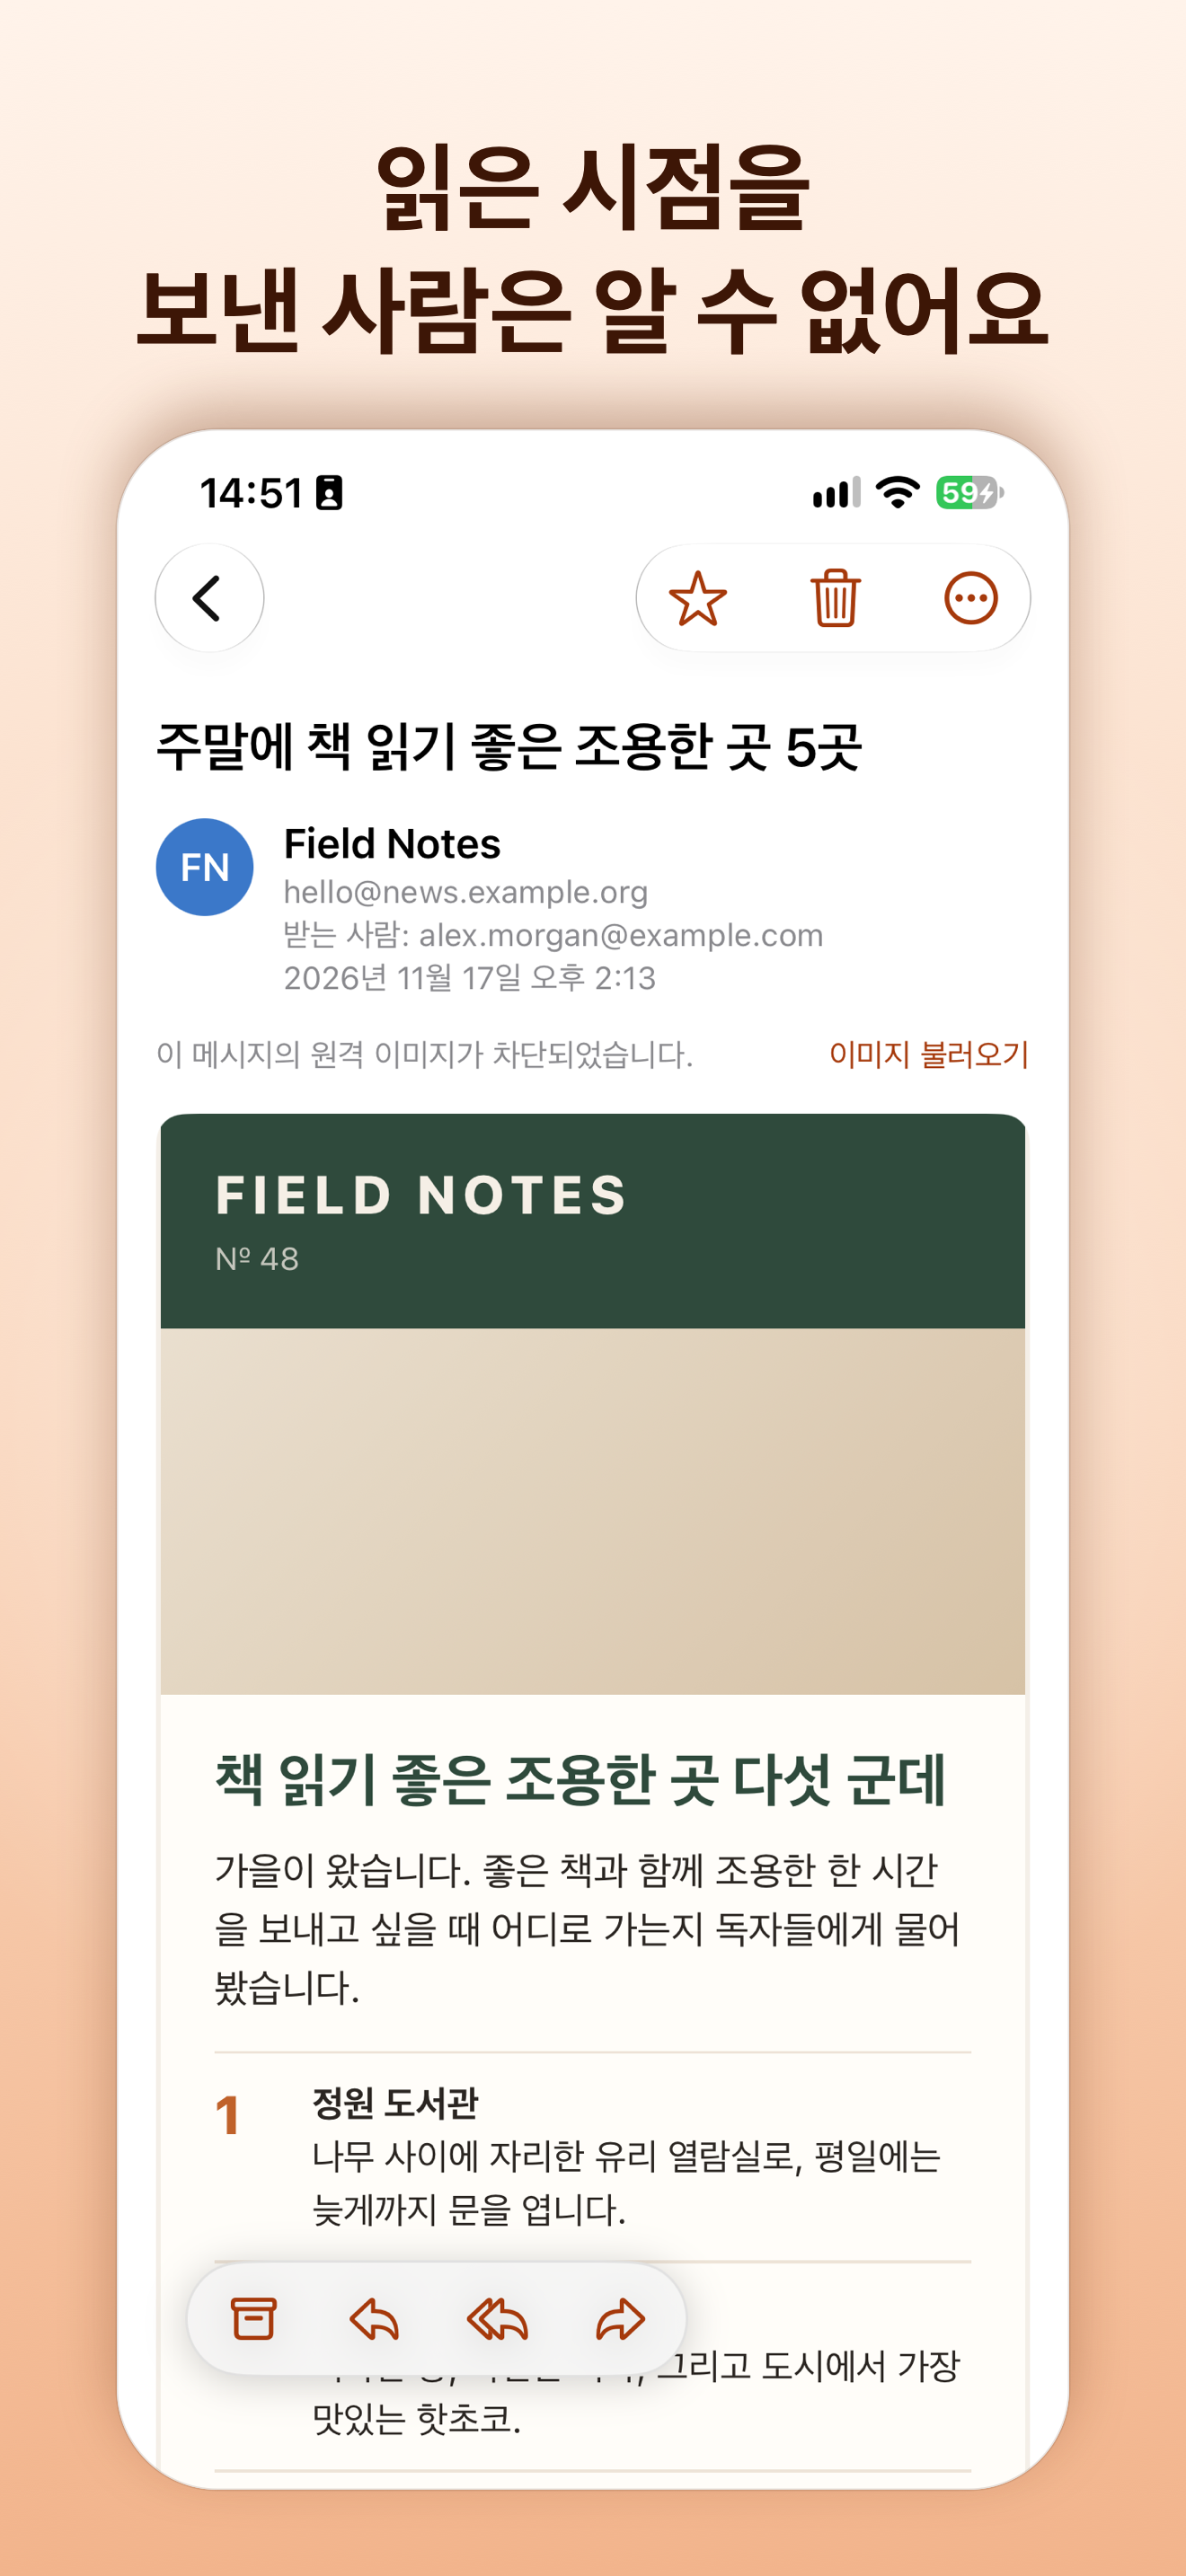 읽은 시점을
보낸 사람은 알 수 없어요
14:51
59
주말에 책 읽기 좋은 조용한 곳 5곳
FN
Field Notes
hello@news.example.org
받는 사람: alex.morgan@example.com
2026년 11월 17일 오후 2:13
이 메시지의 원격 이미지가 차단되었습니다.
이미지 불러오기
FIELD NOTES
Nº 48
책 읽기 좋은 조용한 곳 다섯 군데
가을이 왔습니다. 좋은 책과 함께 조용한 한 시간
을 보내고 싶을 때 어디로 가는지 독자들에게 물어
봤습니다.
1
정원 도서관
나무 사이에 자리한 유리 열람실로, 평일에는
늦게까지 문을 엽니다.
그리고 도시에서 가장
맛있는 핫초코.